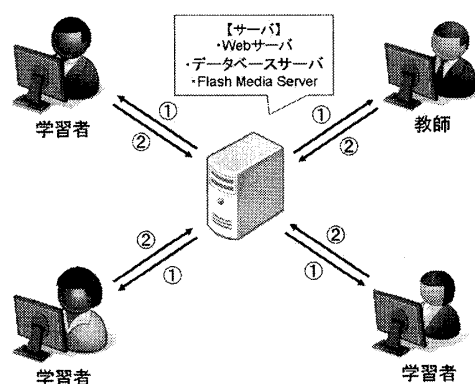 【サーバ】
・Webサーバ
・データベースサーバ
・Flash Media Server
学習者
①
②
①
②
教師
②
①
②
①
学習者
学習者